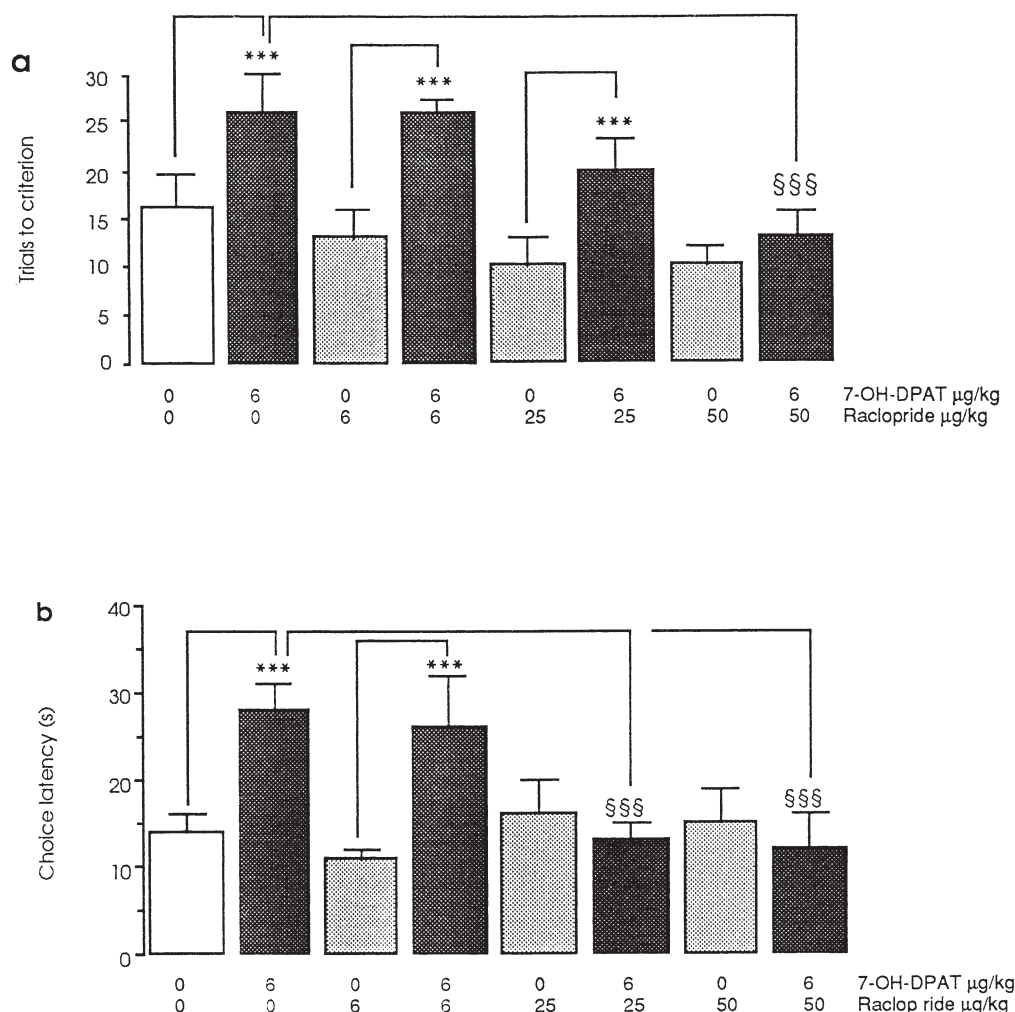 a
***
***
***
§§§
30
25
20
15
10
5
0
Trials to criterion
0 6 0 6 0 6 0 6 7-OH-DPAT µg/kg
0 0 6 6 25 25 50 50 Raclopride µg/kg
b
40
30
20
10
0
Choice latency (s)
***
***
§§§
§§§
0 6 0 6 0 6 0 6 7-OH-DPAT µg/kg
0 0 6 6 25 25 50 50 Raclop ride µg/kg